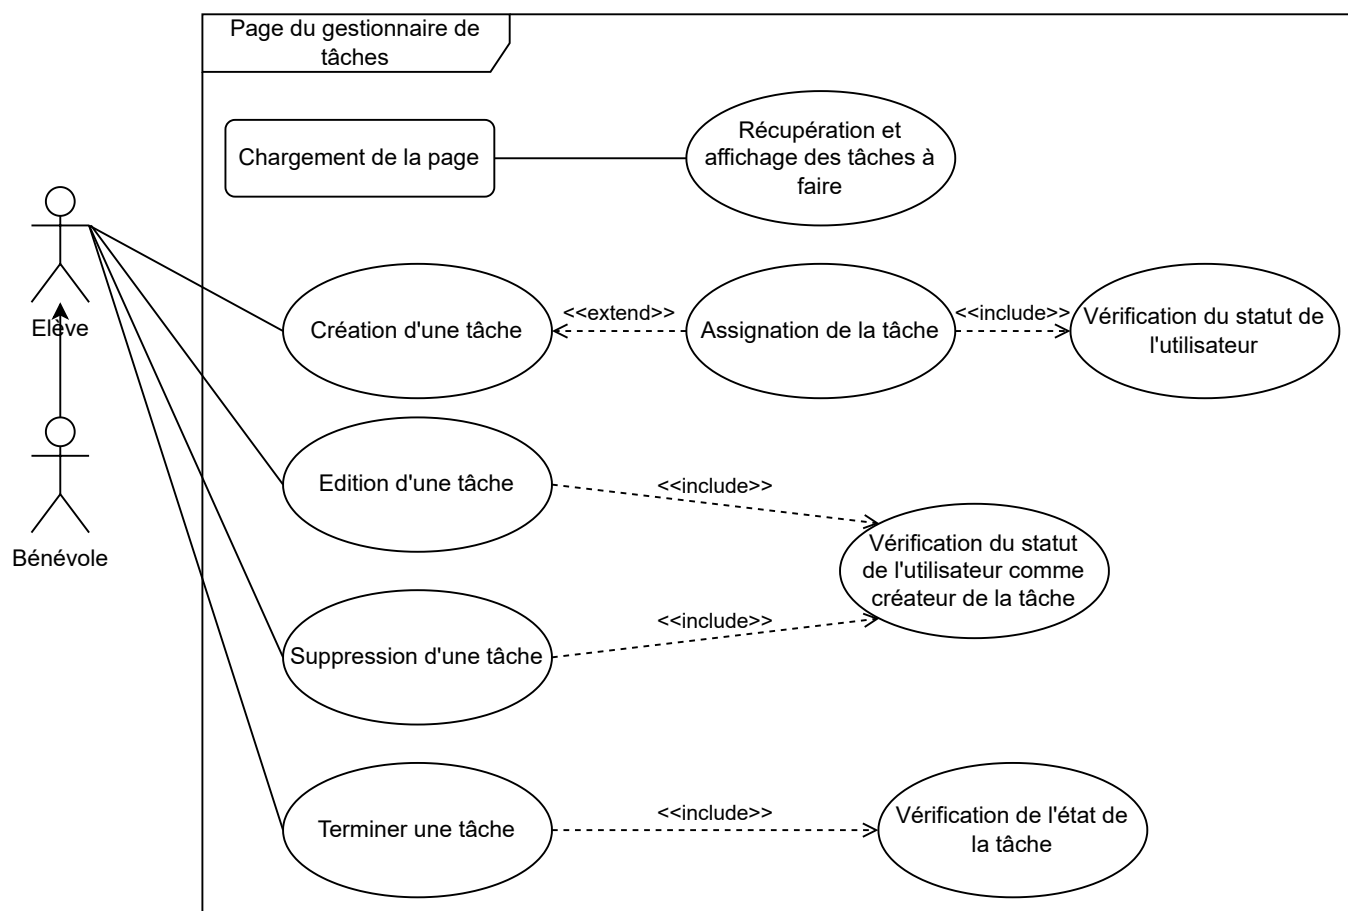 Page du gestionnaire de
tâches
Chargement de la page
Récupération et
affichage des tâches à
faire
Elève
Création d'une tâche
<<extend>>
Assignation de la tâche
<<include>>
Vérification du statut de
l'utilisateur
Bénévole
Edition d'une tâche
<<include>>
Vérification du statut
de l'utilisateur comme
créateur de la tâche
Suppression d'une tâche
<<include>>
Terminer une tâche
<<include>>
Vérification de l'état de
la tâche